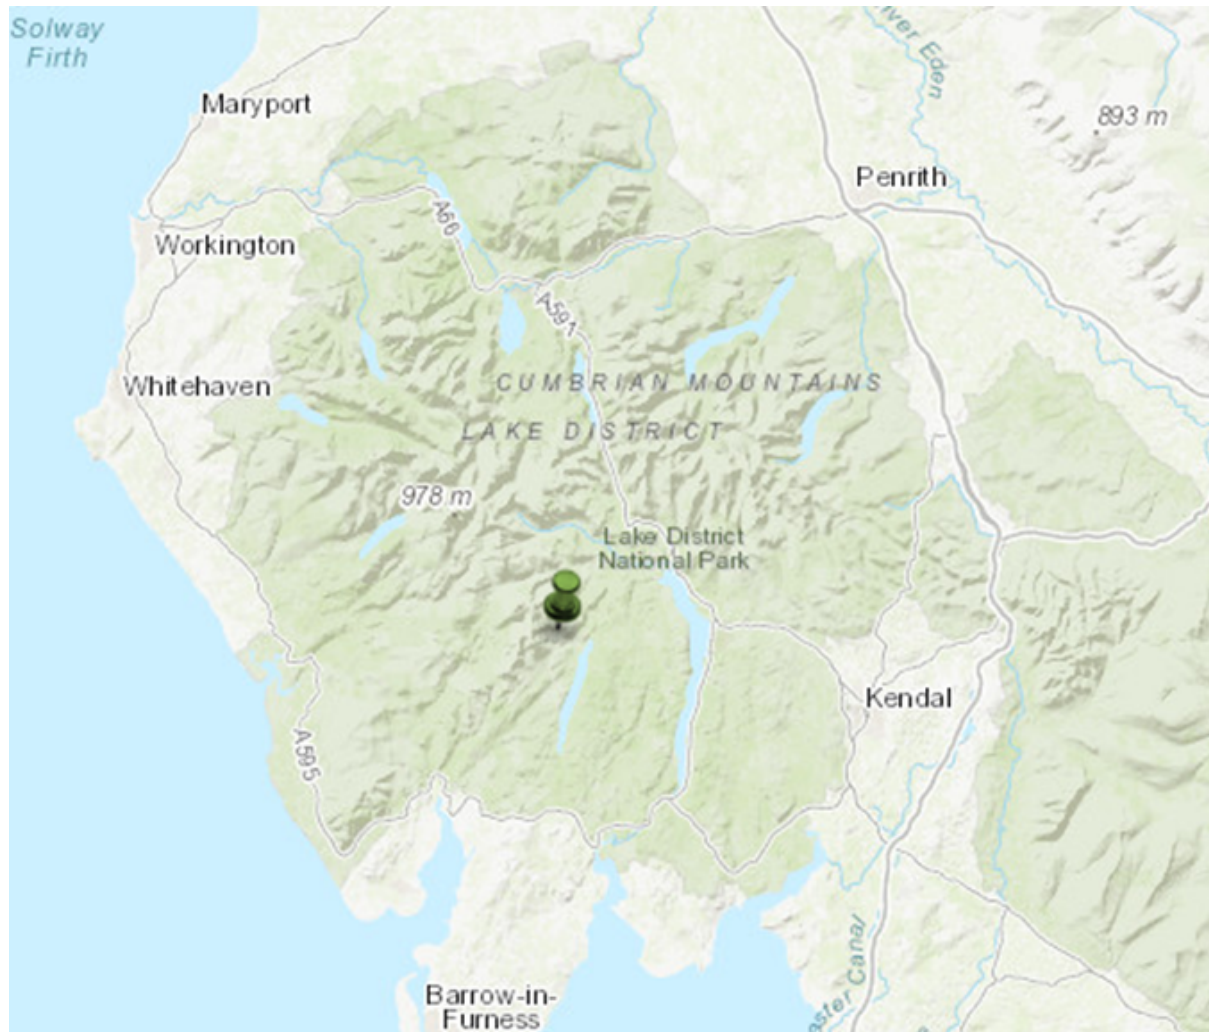 Solway
Firth
Maryport
River Eden
893 m
Penrith
A66
Workington
A591
Whitehaven
CUMBRIAN MOUNTAINS
LAKE DISTRICT
978 m
Lake District
National Park
Kendal
A595
aster Canal
Barrow-in-
Furness